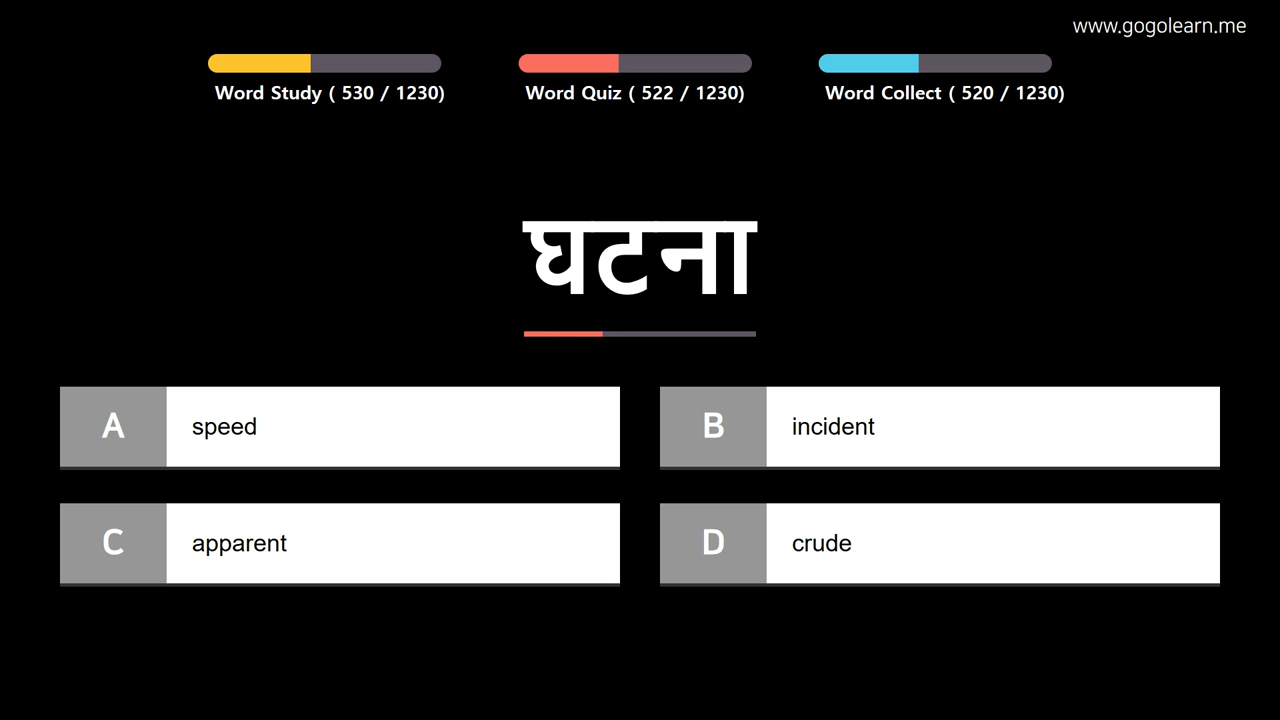 www.gogolearn.me
Word Study ( 530 / 1230)
Word Quiz ( 522 / 1230)
Word Collect ( 520 / 1230)
घटना
A speed
B incident
C apparent
D crude